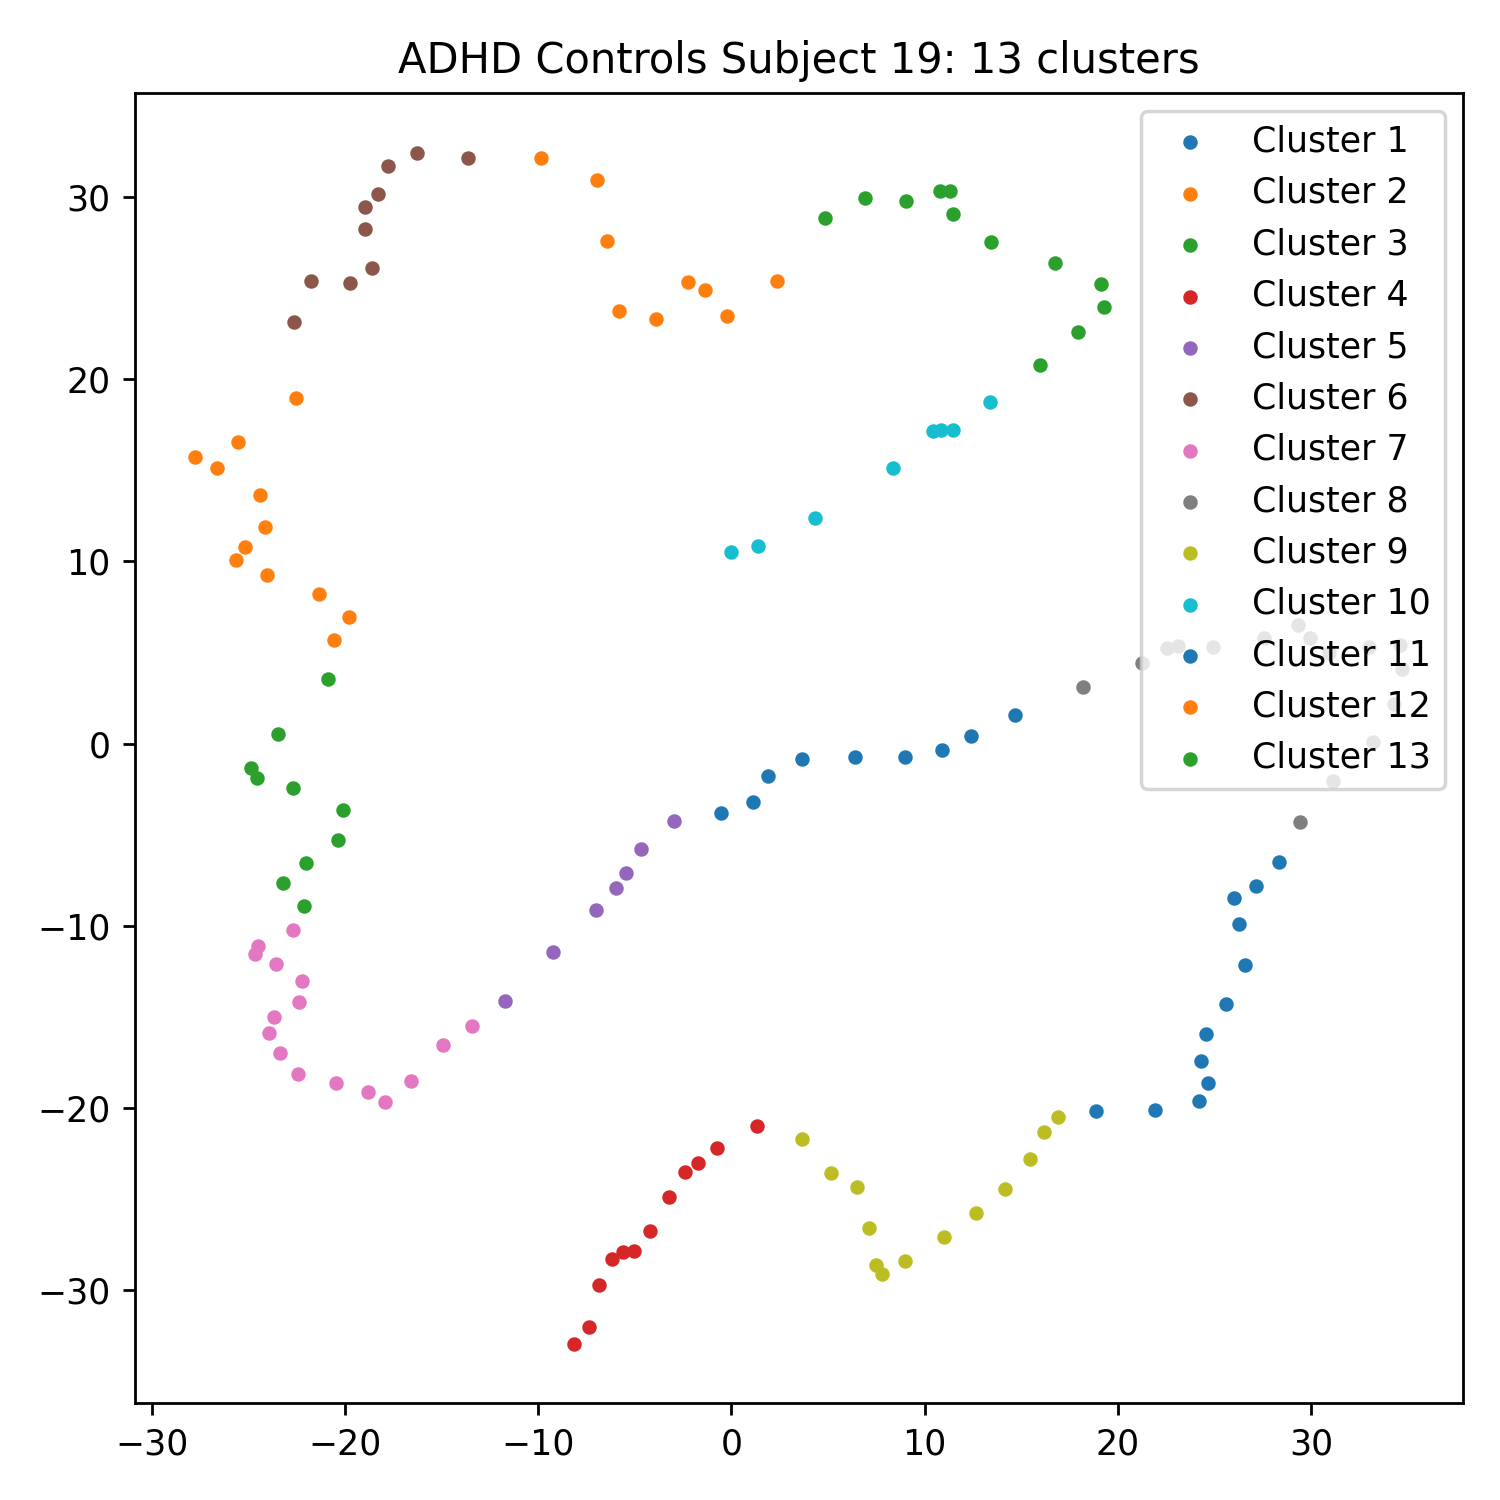 ADHD Controls Subject 19: 13 clusters
Cluster 1
Cluster 2
Cluster 3
Cluster 4
Cluster 5
Cluster 6
Cluster 7
Cluster 8
Cluster 9
Cluster 10
Cluster 11
Cluster 12
Cluster 13
30
20
10
0
−10
−20
−30
−30 −20 −10 0 10 20 30